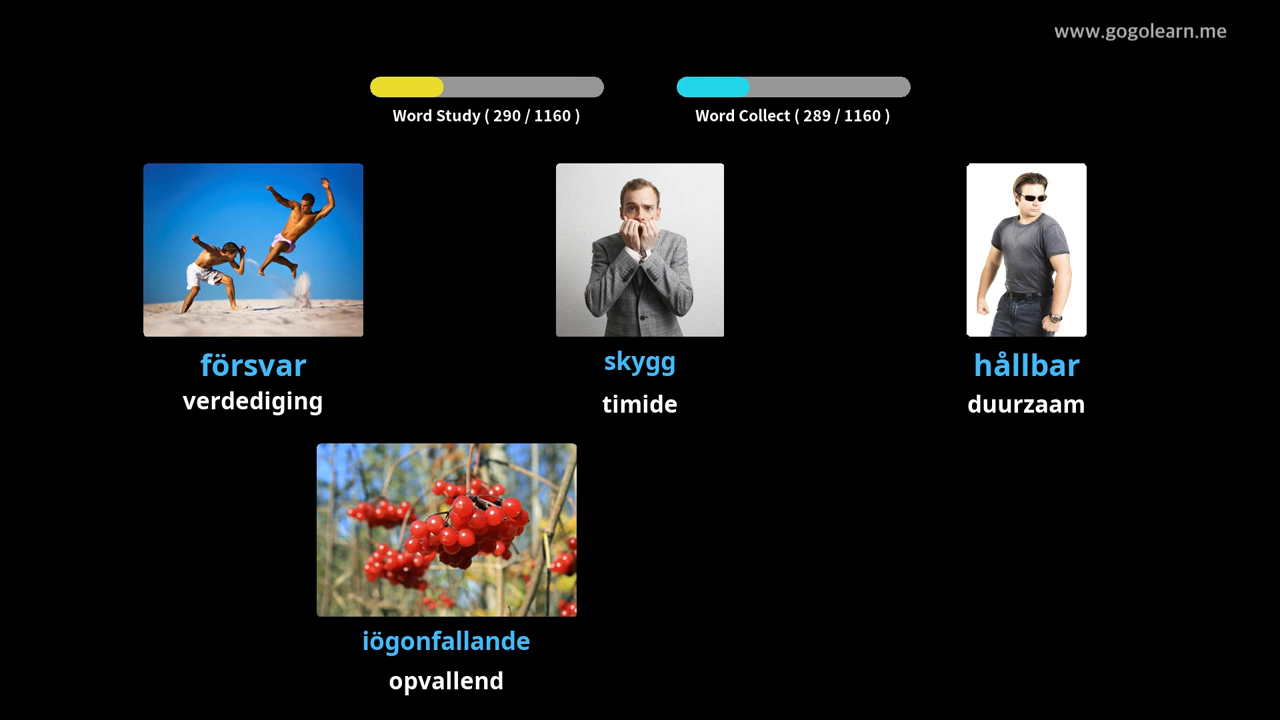 www.gogolearn.me
Word Study ( 290 / 1160 )
Word Collect ( 289 / 1160 )
försvar
verdediging
skygg
timide
hållbar
duurzaam
iögonfallande
opvallend